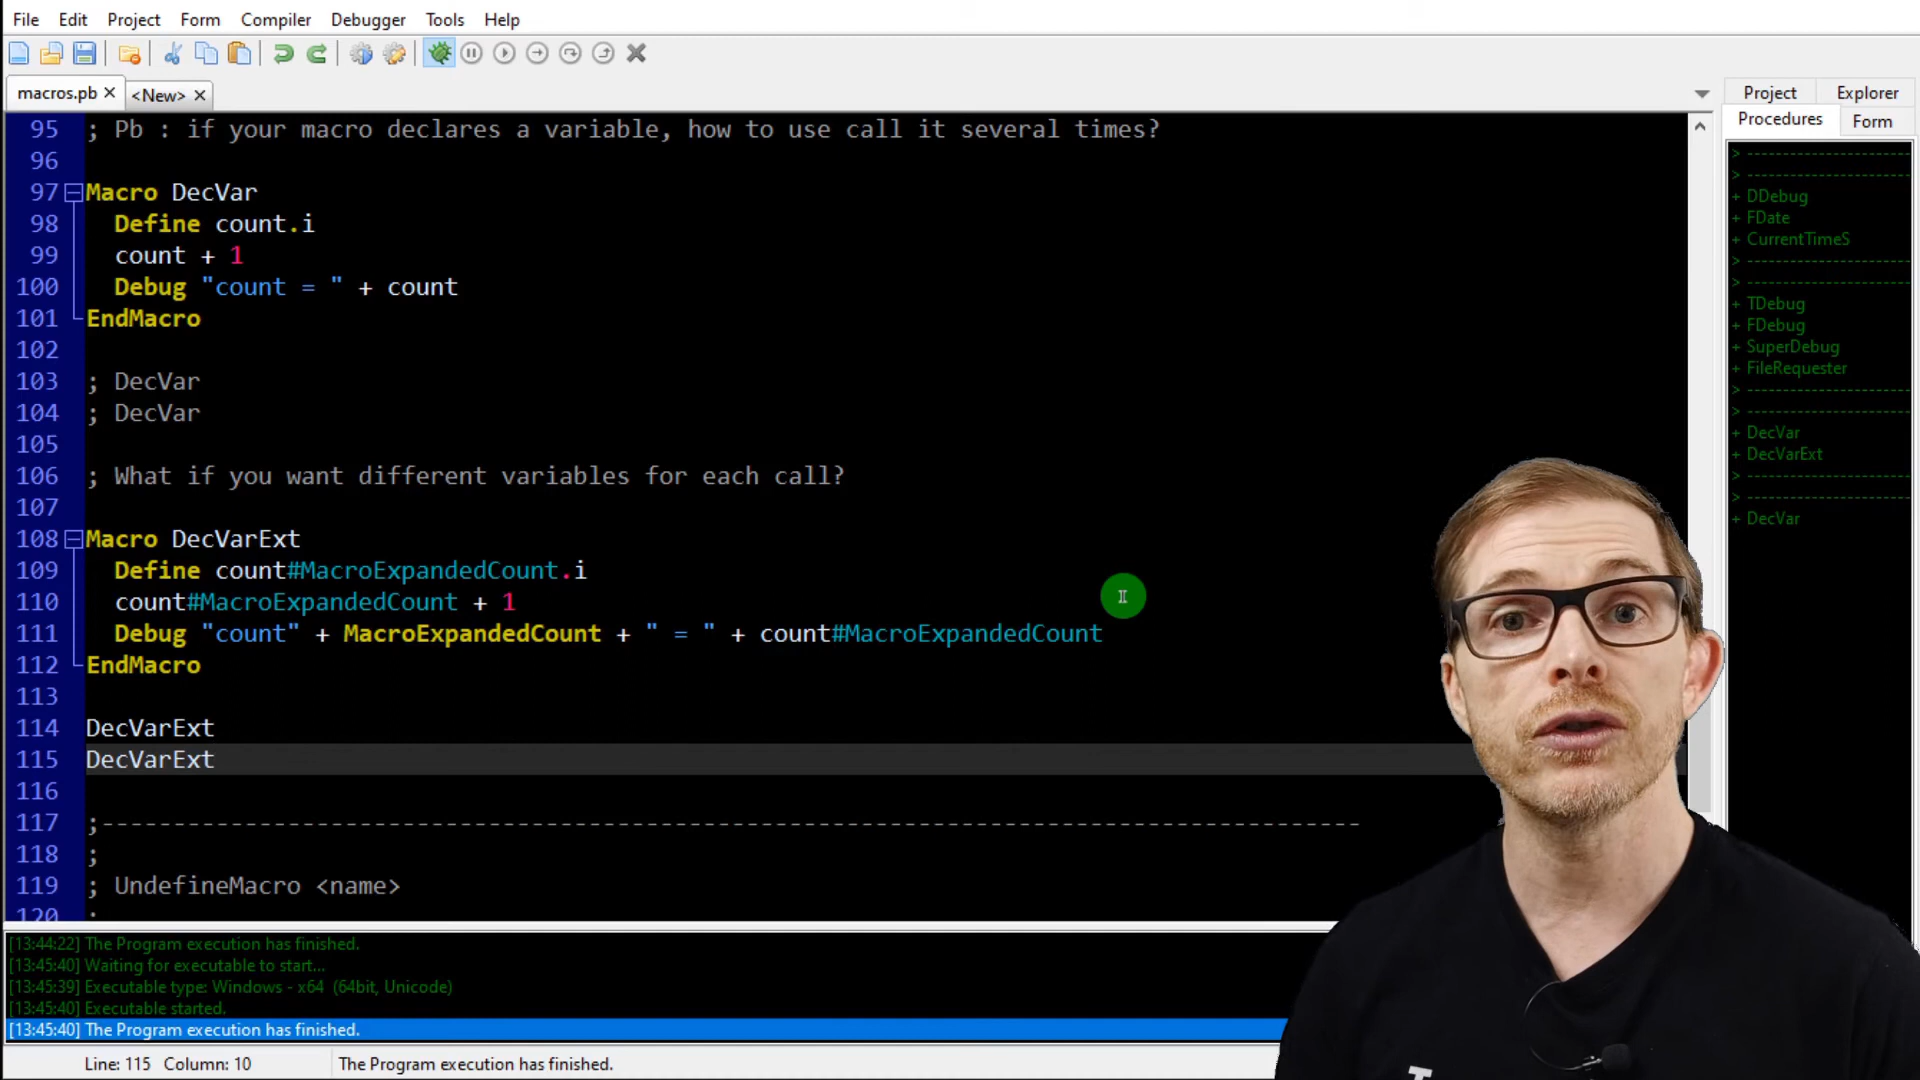 File Edit Project Form Compiler Debugger Tools Help
macros.pb <New>
Project Explorer
Procedures Form
95 ; Pb : if your macro declares a variable, how to use call it several times?
96
97 Macro DecVar
98 Define count.i
99 count + 1
100 Debug "count = " + count
101 EndMacro
102
103 ; DecVar
104 ; DecVar
105
106 ; What if you want different variables for each call?
107
108 Macro DecVarExt
109 Define count#MacroExpandedCount.i
110 count#MacroExpandedCount + 1
111 Debug "count" + MacroExpandedCount + " = " + count#MacroExpandedCount
112 EndMacro
113
114 DecVarExt
115 DecVarExt
116
117 ;----------------------------------------------------------------------------------------
118 ;
119 ; UndefineMacro <name>
120 ;
> --------------------
> --------------------
+ DDebug
+ FDate
+ CurrentTimeS
> --------------------
> --------------------
+ TDebug
+ FDebug
+ SuperDebug
+ FileRequester
> --------------------
> --------------------
+ DecVar
+ DecVarExt
> --------------------
> --------------------
+ DecVar
[13:44:22] The Program execution has finished.
[13:45:40] Waiting for executable to start...
[13:45:39] Executable type: Windows - x64 (64bit, Unicode)
[13:45:40] Executable started.
[13:45:40] The Program execution has finished.
Line: 115 Column: 10 The Program execution has finished.